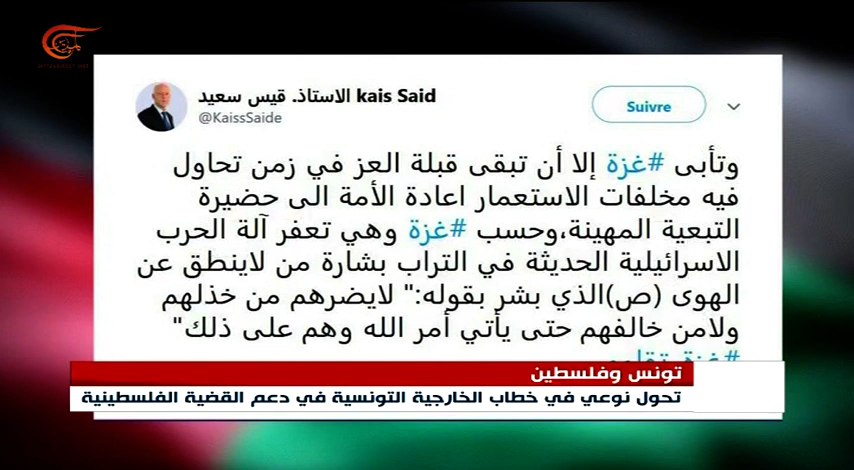 الميادين
almayadeen.net
الاستاذ. قيس سعيد kais Said
@KaissSaide
Suivre
وتأبى #غزة إلا أن تبقى قبلة العز في زمن تحاول
فيه مخلفات الاستعمار اعادة الأمة الى حضيرة
التبعية المهينة،وحسب #غزة وهي تعفر آلة الحرب
الاسرائيلية الحديثة في التراب بشارة من لاينطق عن
الهوى (ص)الذي بشر بقوله:" لايضرهم من خذلهم
ولامن خالفهم حتى يأتي أمر الله وهم على ذلك"
تونس وفلسطين
تحول نوعي في خطاب الخارجية التونسية في دعم القضية الفلسطينية